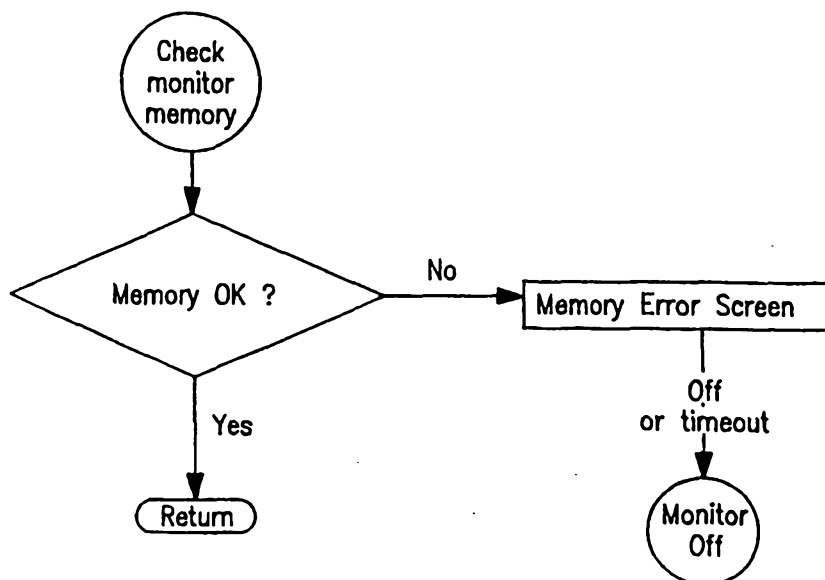 Check
monitor
memory
Memory OK ?
No
Memory Error Screen
Yes
Off
or timeout
Return
Monitor
Off